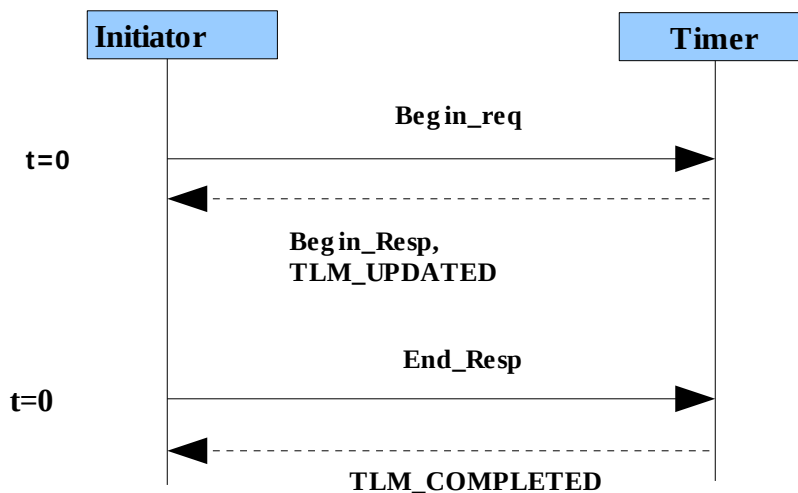 Initiator
Timer
Begin_req
t=0
Begin_Resp,
TLM_UPDATED
End_Resp
t=0
TLM_COMPLETED